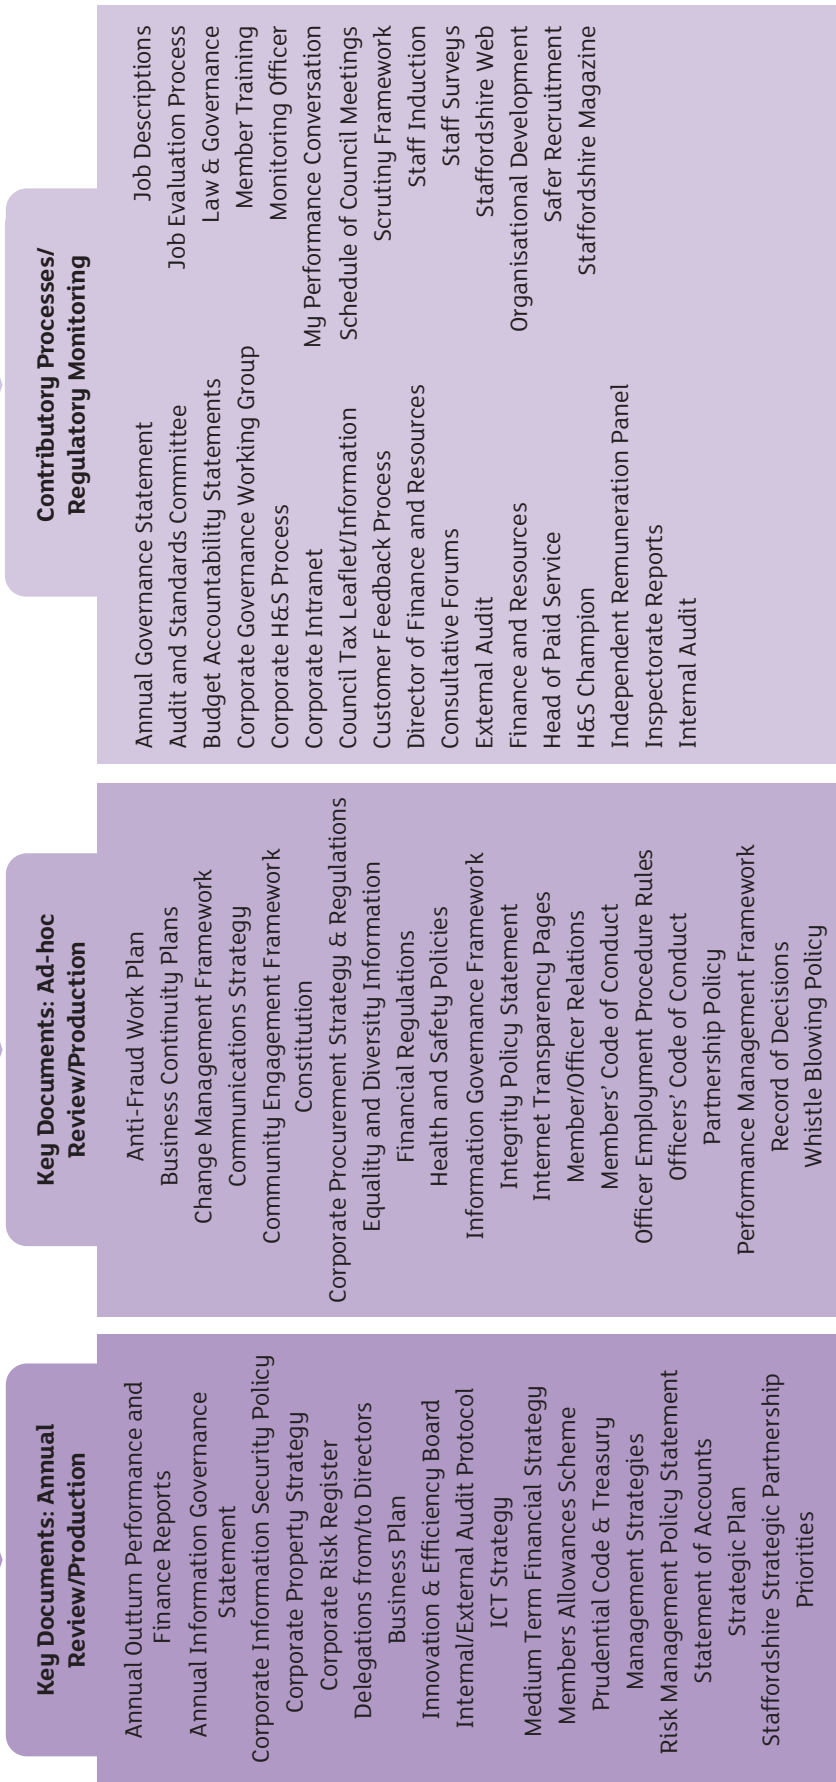 Key Documents: Annual
Review/Production
Annual Outturn Performance and
Finance Reports
Annual Information Governance
Statement
Corporate Information Security Policy
Corporate Property Strategy
Corporate Risk Register
Delegations from/to Directors
Business Plan
Innovation & Efficiency Board
Internal/External Audit Protocol
ICT Strategy
Medium Term Financial Strategy
Members Allowances Scheme
Prudential Code & Treasury
Management Strategies
Risk Management Policy Statement
Statement of Accounts
Strategic Plan
Staffordshire Strategic Partnership
Priorities
Key Documents: Ad-hoc
Review/Production
Anti-Fraud Work Plan
Business Continuity Plans
Change Management Framework
Communications Strategy
Community Engagement Framework
Constitution
Corporate Procurement Strategy & Regulations
Equality and Diversity Information
Financial Regulations
Health and Safety Policies
Information Governance Framework
Integrity Policy Statement
Internet Transparency Pages
Member/Officer Relations
Members' Code of Conduct
Officer Employment Procedure Rules
Officers' Code of Conduct
Partnership Policy
Performance Management Framework
Record of Decisions
Whistle Blowing Policy
Contributory Processes/
Regulatory Monitoring
Annual Governance Statement
Audit and Standards Committee
Budget Accountability Statements
Corporate Governance Working Group
Corporate H&S Process
Corporate Intranet
Council Tax Leaflet/Information
Customer Feedback Process
Director of Finance and Resources
Consultative Forums
External Audit
Finance and Resources
Head of Paid Service
H&S Champion
Independent Remuneration Panel
Inspectorate Reports
Internal Audit
Job Descriptions
Job Evaluation Process
Law & Governance
Member Training
Monitoring Officer
My Performance Conversation
Schedule of Council Meetings
Scruting Framework
Staff Induction
Staff Surveys
Staffordshire Web
Organisational Development
Safer Recruitment
Staffordshire Magazine